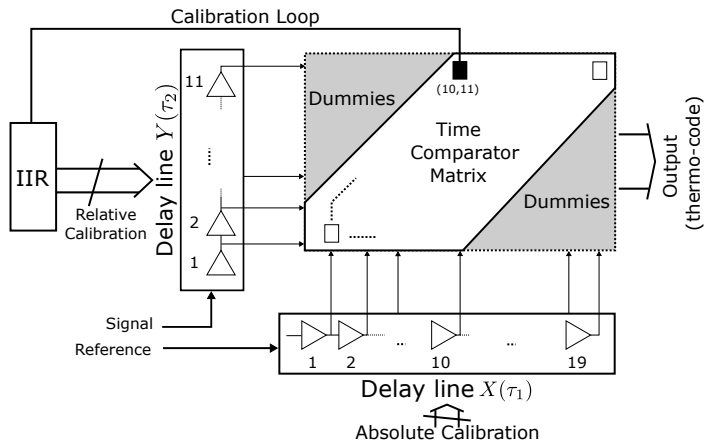 Calibration Loop
11
Dummies
(10,11)
Time
Comparator
Matrix
Delay line Y(τ₂)
IIR
Relative
Calibration
2
1
Dummies
Output
(thermo-code)
Signal
Reference
1 2 ... 10 ... 19
Delay line X(τ₁)
Absolute Calibration